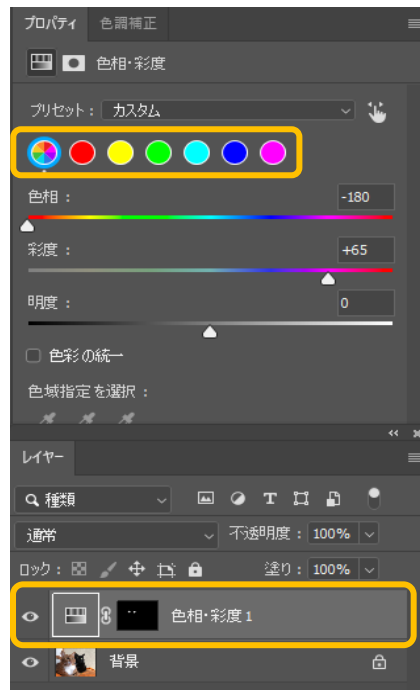 プロパティ 色調補正
色相・彩度
プリセット： カスタム
色相： -180
彩度： +65
明度： 0
色彩の統一
色域指定を選択：
レイヤー
種類
通常 不透明度： 100%
ロック： 塗り： 100%
色相・彩度 1
背景